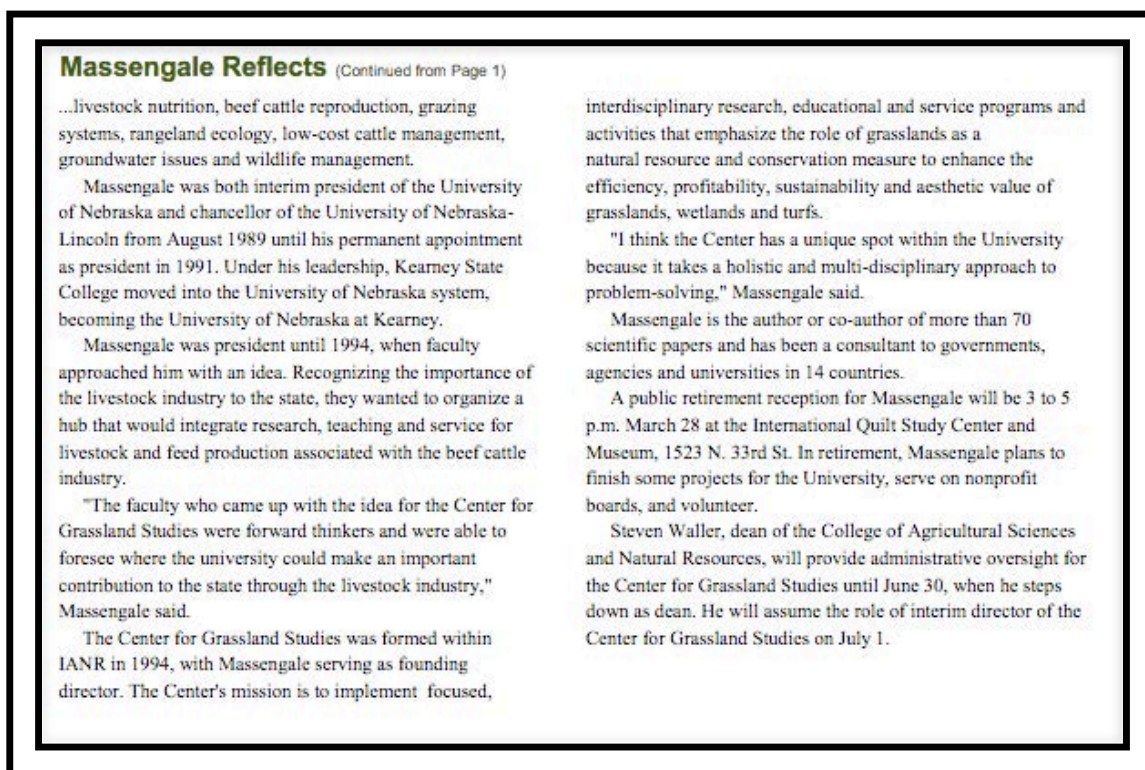 Massengale Reflects (Continued from Page 1)
...livestock nutrition, beef cattle reproduction, grazing
systems, rangeland ecology, low-cost cattle management,
groundwater issues and wildlife management.
Massengale was both interim president of the University
of Nebraska and chancellor of the University of Nebraska-
Lincoln from August 1989 until his permanent appointment
as president in 1991. Under his leadership, Kearney State
College moved into the University of Nebraska system,
becoming the University of Nebraska at Kearney.
Massengale was president until 1994, when faculty
approached him with an idea. Recognizing the importance of
the livestock industry to the state, they wanted to organize a
hub that would integrate research, teaching and service for
livestock and feed production associated with the beef cattle
industry.
"The faculty who came up with the idea for the Center for
Grassland Studies were forward thinkers and were able to
foresee where the university could make an important
contribution to the state through the livestock industry,"
Massengale said.
The Center for Grassland Studies was formed within
IANR in 1994, with Massengale serving as founding
director. The Center's mission is to implement focused,
interdisciplinary research, educational and service programs and
activities that emphasize the role of grasslands as a
natural resource and conservation measure to enhance the
efficiency, profitability, sustainability and aesthetic value of
grasslands, wetlands and turfs.
"I think the Center has a unique spot within the University
because it takes a holistic and multi-disciplinary approach to
problem-solving," Massengale said.
Massengale is the author or co-author of more than 70
scientific papers and has been a consultant to governments,
agencies and universities in 14 countries.
A public retirement reception for Massengale will be 3 to 5
p.m. March 28 at the International Quilt Study Center and
Museum, 1523 N. 33rd St. In retirement, Massengale plans to
finish some projects for the University, serve on nonprofit
boards, and volunteer.
Steven Waller, dean of the College of Agricultural Sciences
and Natural Resources, will provide administrative oversight for
the Center for Grassland Studies until June 30, when he steps
down as dean. He will assume the role of interim director of the
Center for Grassland Studies on July 1.